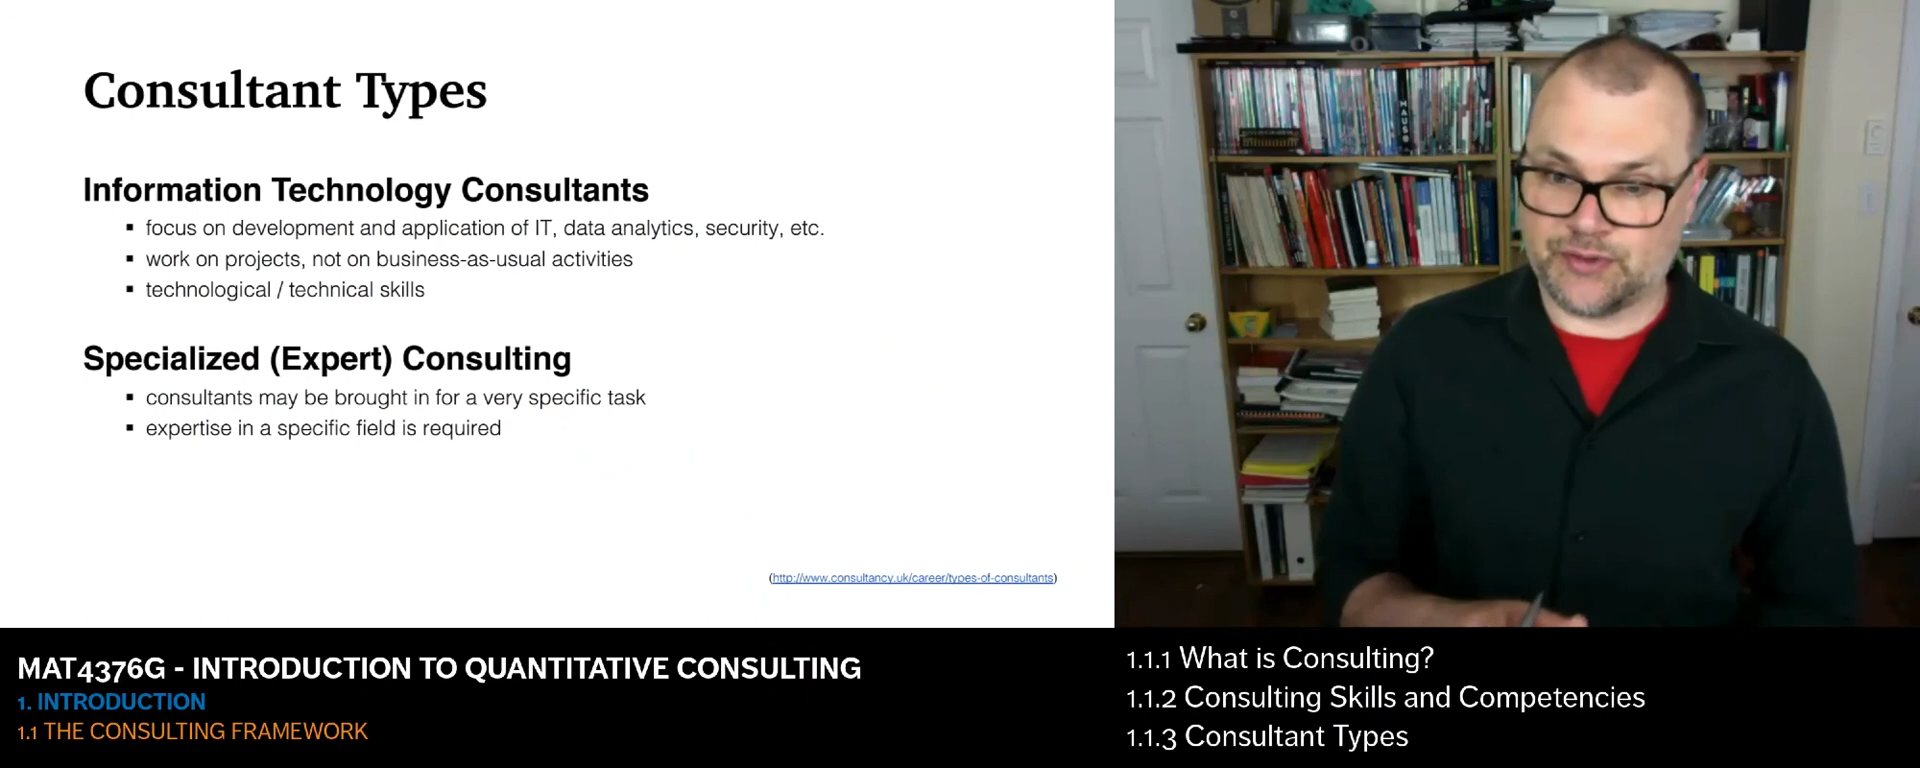 Consultant Types
Information Technology Consultants
▪ focus on development and application of IT, data analytics, security, etc.
▪ work on projects, not on business-as-usual activities
▪ technological / technical skills
Specialized (Expert) Consulting
▪ consultants may be brought in for a very specific task
▪ expertise in a specific field is required
(http://www.consultancy.uk/career/types-of-consultants)
MAT4376G - INTRODUCTION TO QUANTITATIVE CONSULTING
1. INTRODUCTION
1.1 THE CONSULTING FRAMEWORK
1.1.1 What is Consulting?
1.1.2 Consulting Skills and Competencies
1.1.3 Consultant Types